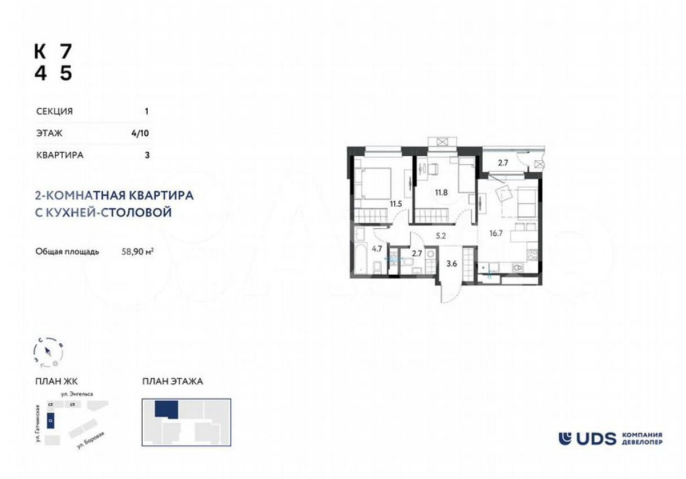 К 7
4 5
СЕКЦИЯ 1
ЭТАЖ 4/10
КВАРТИРА 3
2-КОМНАТНАЯ КВАРТИРА
С КУХНЕЙ-СТОЛОВОЙ
Общая площадь 58,90 м²
2.7
11.5
11.8
16.7
5.2
4.7
2.7
3.6
ПЛАН ЖК
ул. Энгельса
ул. Гатчинская
ул. Боровая
ПЛАН ЭТАЖА
UDS КОМПАНИЯ
ДЕВЕЛОПЕР